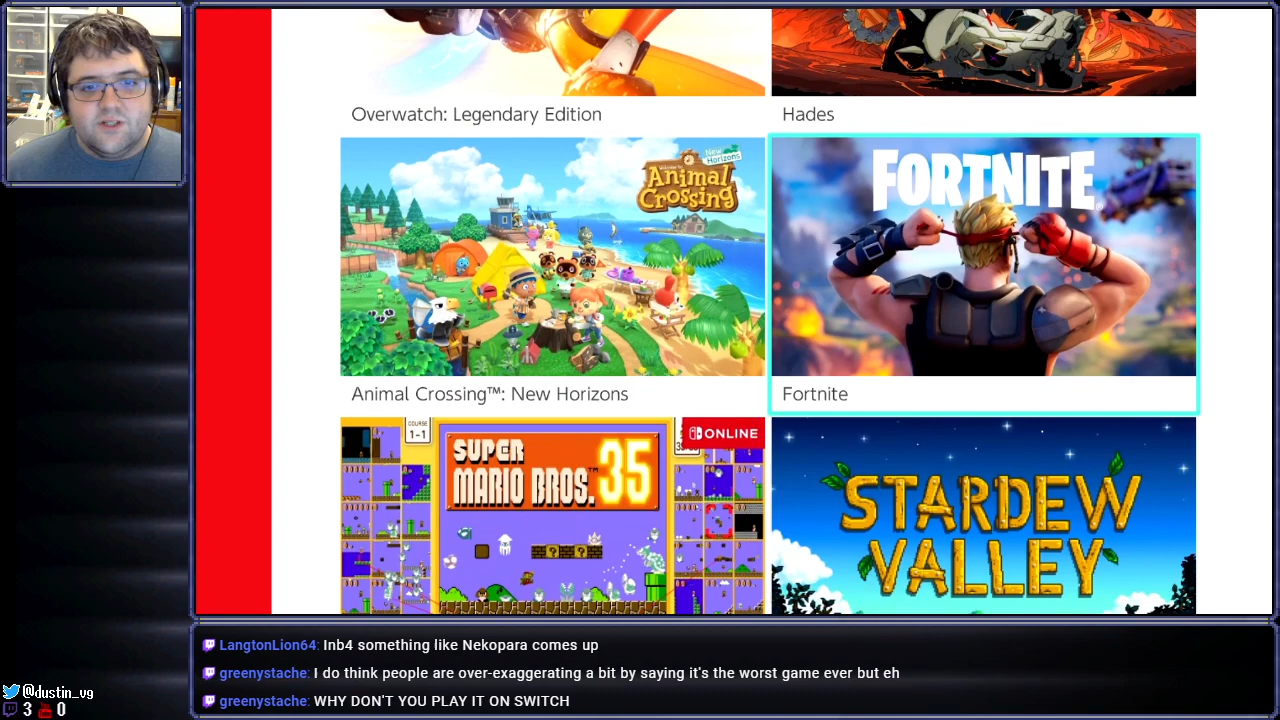 Overwatch: Legendary Edition
Hades
New Horizons
Animal Crossing
FORTNITE
Animal Crossing™: New Horizons
Fortnite
COURSE 1-1
ONLINE
SUPER
MARIO BROS.™ 35
STARDEW
VALLEY
LangtonLion64: Inb4 something like Nekopara comes up
greenystache: I do think people are over-exaggerating a bit by saying it's the worst game ever but eh
greenystache: WHY DON'T YOU PLAY IT ON SWITCH
@dustin_vg
3 0